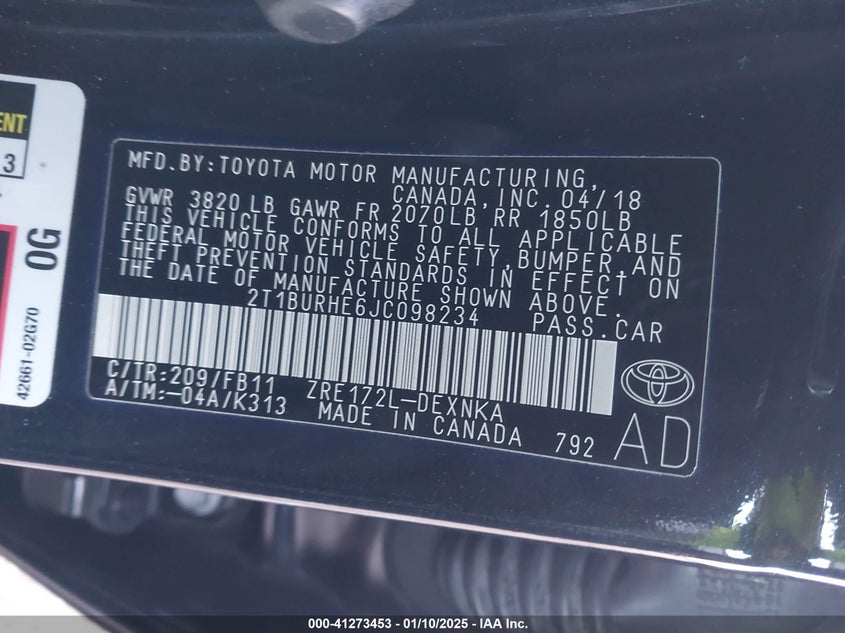 ENT
3
0G
42661-02G70
MFD.BY:TOYOTA MOTOR MANUFACTURING,
CANADA,INC.04/18
GVWR 3820 LB GAWR FR 2070LB RR 1850LB
THIS VEHICLE CONFORMS TO ALL APPLICABLE
FEDERAL MOTOR VEHICLE SAFETY,BUMPER,AND
THEFT PREVENTION STANDARDS IN EFFECT ON
THE DATE OF MANUFACTURE SHOWN ABOVE.
2T1BURHE6JC098234 PASS.CAR
C/TR:209/FB11 ZRE172L-DEXNKA
A/TM:-04A/K313 MADE IN CANADA 792
AD
000-41273453 - 01/10/2025 - IAA Inc.